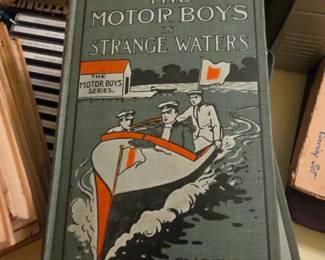 THE
MOTOR BOYS
IN
STRANGE WATERS
THE
MOTOR BOYS
SERIES.